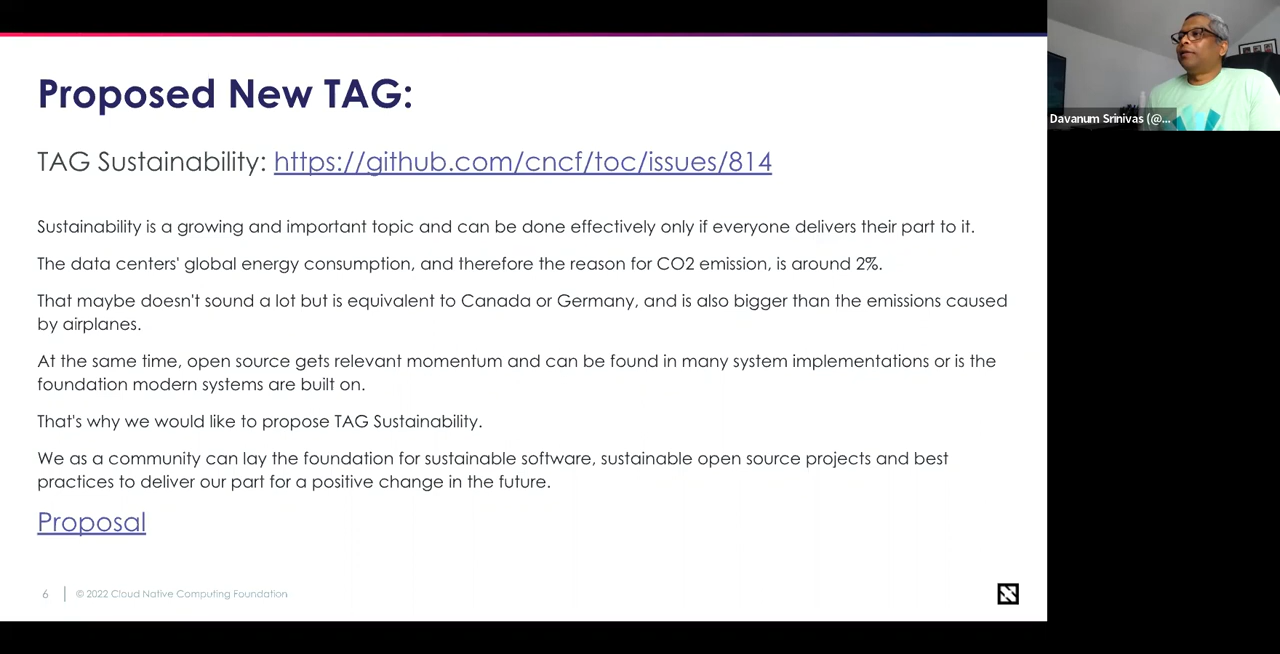 Proposed New TAG:
TAG Sustainability: https://github.com/cncf/toc/issues/814
Sustainability is a growing and important topic and can be done effectively only if everyone delivers their part to it.
The data centers' global energy consumption, and therefore the reason for CO2 emission, is around 2%.
That maybe doesn't sound a lot but is equivalent to Canada or Germany, and is also bigger than the emissions caused
by airplanes.
At the same time, open source gets relevant momentum and can be found in many system implementations or is the
foundation modern systems are built on.
That's why we would like to propose TAG Sustainability.
We as a community can lay the foundation for sustainable software, sustainable open source projects and best
practices to deliver our part for a positive change in the future.
Proposal
6 | © 2022 Cloud Native Computing Foundation
Davanum Srinivas (@...